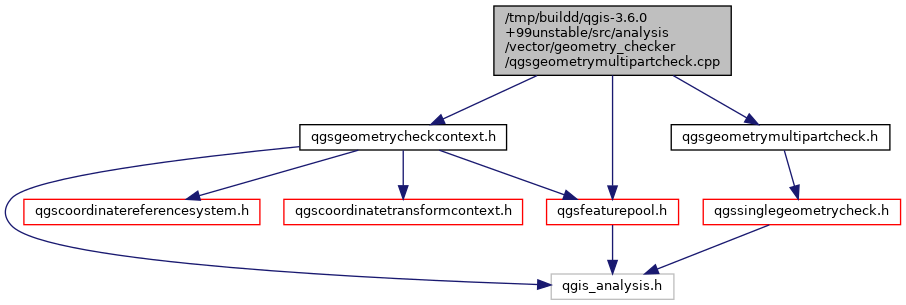 /tmp/buildd/qgis-3.6.0
+99unstable/src/analysis
/vector/geometry_checker
/qgsgeometrymultipartcheck.cpp
qgsgeometrycheckcontext.h
qgsgeometrymultipartcheck.h
qgscoordinatereferencesystem.h
qgscoordinatetransformcontext.h
qgsfeaturepool.h
qgssinglegeometrycheck.h
qgis_analysis.h